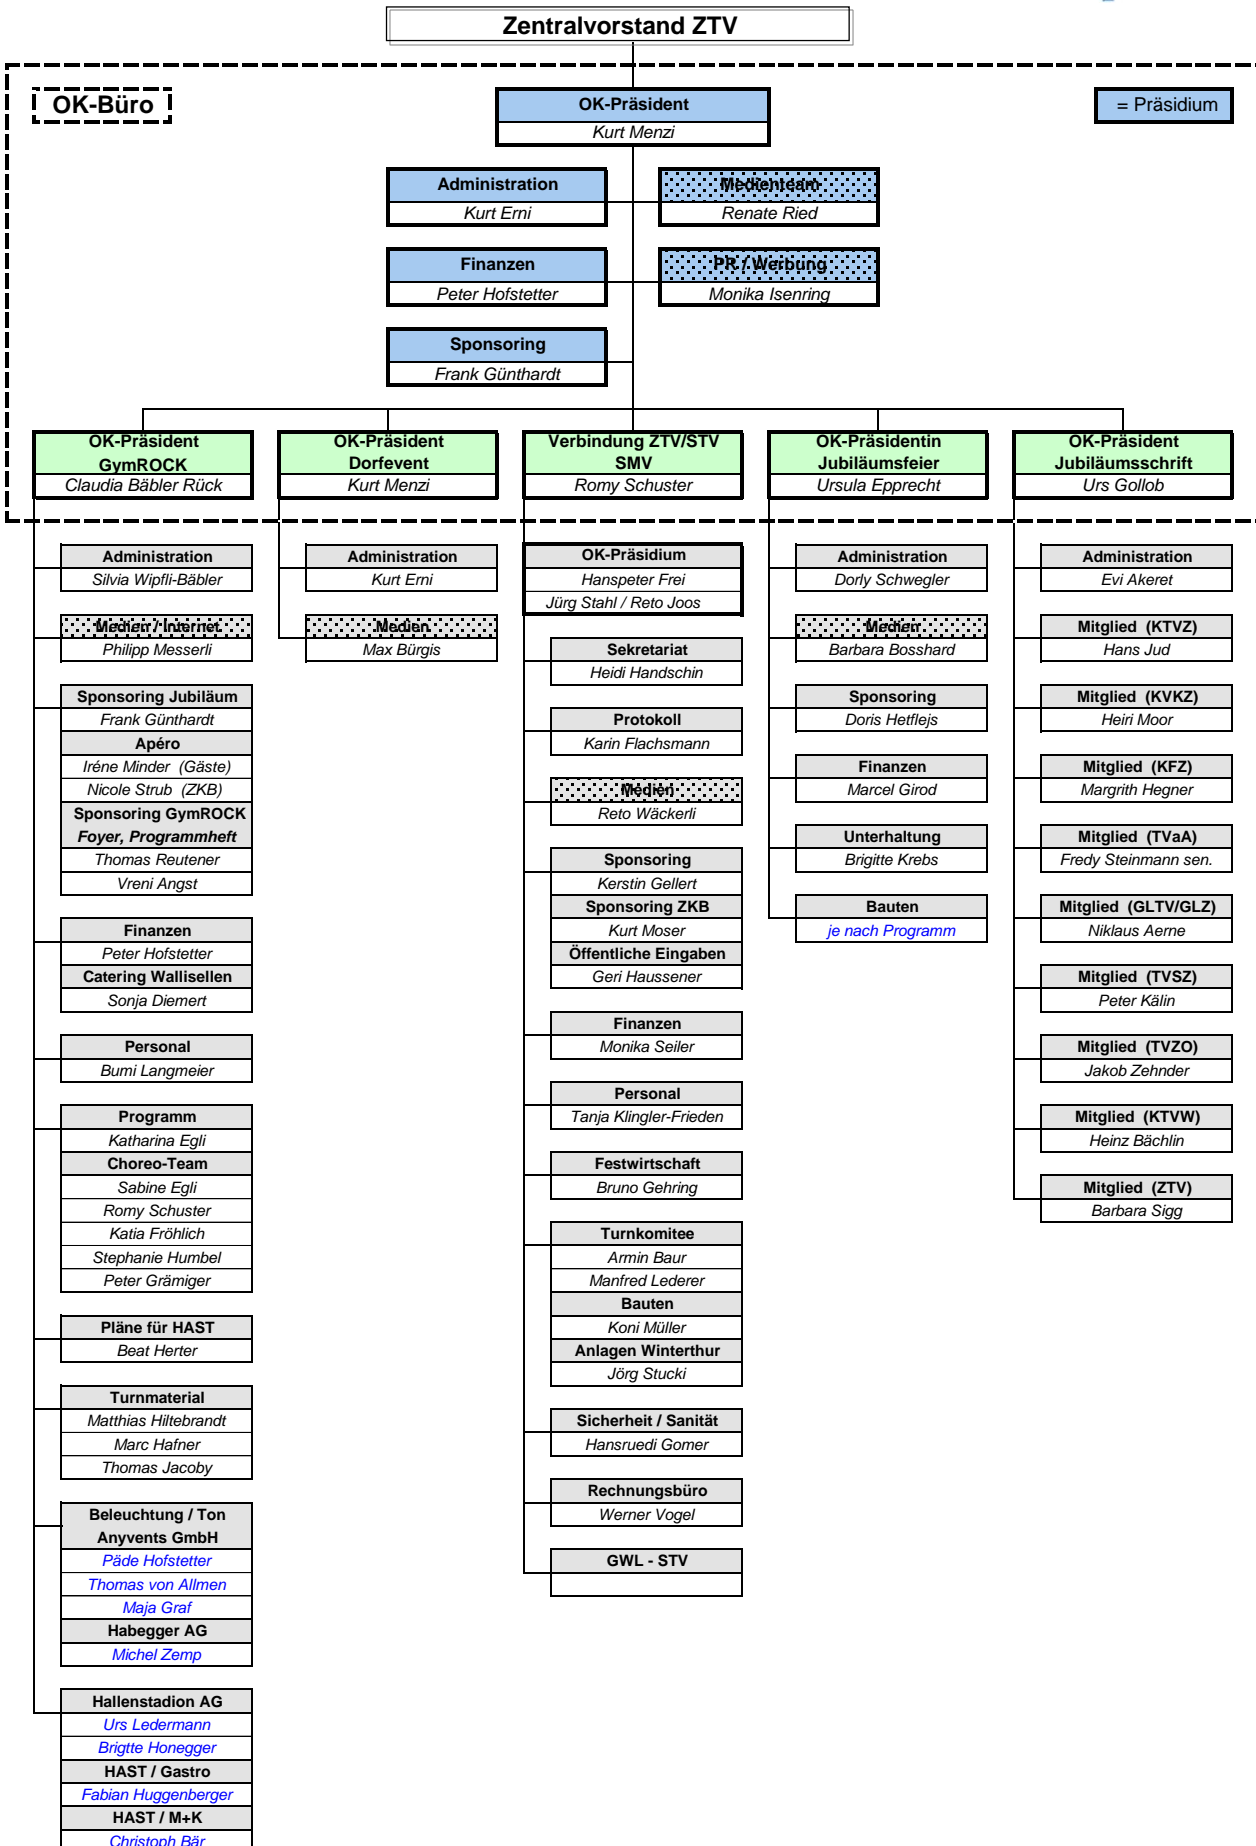 Zentralvorstand ZTV
OK-Büro
OK-Präsident
Kurt Menzi
= Präsidium
Administration
Kurt Erni
Medienteam
Renate Ried
Finanzen
Peter Hofstetter
PR / Werbung
Monika Isenring
Sponsoring
Frank Günthardt
OK-Präsident
GymROCK
Claudia Bäbler Rück
OK-Präsident
Dorfevent
Kurt Menzi
Verbindung ZTV/STV
SMV
Romy Schuster
OK-Präsidentin
Jubiläumsfeier
Ursula Epprecht
OK-Präsident
Jubiläumsschrift
Urs Gollob
Administration
Silvia Wipfli-Bäbler
Medien / Internet
Philipp Messerli
Sponsoring Jubiläum
Frank Günthardt
Apéro
Iréne Minder (Gäste)
Nicole Strub (ZKB)
Sponsoring GymROCK
Foyer, Programmheft
Thomas Reutener
Vreni Angst
Finanzen
Peter Hofstetter
Catering Wallisellen
Sonja Diemert
Personal
Bumi Langmeier
Programm
Katharina Egli
Choreo-Team
Sabine Egli
Romy Schuster
Katia Fröhlich
Stephanie Humbel
Peter Grämiger
Pläne für HAST
Beat Herter
Turnmaterial
Matthias Hiltebrandt
Marc Hafner
Thomas Jacoby
Beleuchtung / Ton
Anyvents GmbH
Päde Hofstetter
Thomas von Allmen
Maja Graf
Habegger AG
Michel Zemp
Hallenstadion AG
Urs Ledermann
Brigtte Honegger
HAST / Gastro
Fabian Huggenberger
HAST / M+K
Christoph Bär
Administration
Kurt Erni
Medien
Max Bürgis
OK-Präsidium
Hanspeter Frei
Jürg Stahl / Reto Joos
Sekretariat
Heidi Handschin
Protokoll
Karin Flachsmann
Medien
Reto Wäckerli
Sponsoring
Kerstin Gellert
Sponsoring ZKB
Kurt Moser
Öffentliche Eingaben
Geri Haussener
Finanzen
Monika Seiler
Personal
Tanja Klingler-Frieden
Festwirtschaft
Bruno Gehring
Turnkomitee
Armin Baur
Manfred Lederer
Bauten
Koni Müller
Anlagen Winterthur
Jörg Stucki
Sicherheit / Sanität
Hansruedi Gomer
Rechnungsbüro
Werner Vogel
GWL - STV
Administration
Dorly Schwegler
Medien
Barbara Bosshard
Sponsoring
Doris Hetflejs
Finanzen
Marcel Girod
Unterhaltung
Brigitte Krebs
Bauten
je nach Programm
Administration
Evi Akeret
Mitglied (KTVZ)
Hans Jud
Mitglied (KVKZ)
Heiri Moor
Mitglied (KFZ)
Margrith Hegner
Mitglied (TVaA)
Fredy Steinmann sen.
Mitglied (GLTV/GLZ)
Niklaus Aerne
Mitglied (TVSZ)
Peter Kälin
Mitglied (TVZO)
Jakob Zehnder
Mitglied (KTVW)
Heinz Bächlin
Mitglied (ZTV)
Barbara Sigg